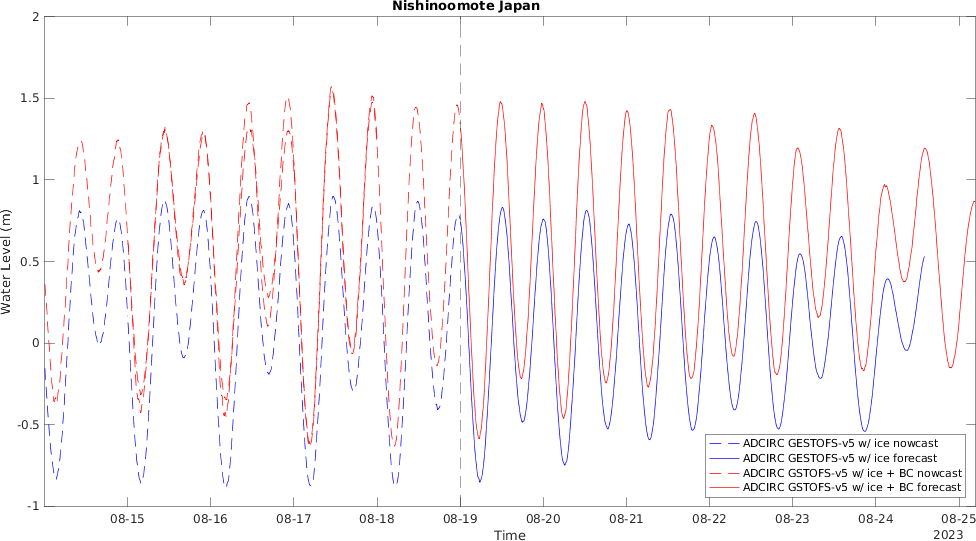 Nishinoomote Japan
2
1.5
1
0.5
0
-0.5
-1
Water Level (m)
ADCIRC GESTOFS-v5 w/ ice nowcast
ADCIRC GESTOFS-v5 w/ ice forecast
ADCIRC GSTOFS-v5 w/ ice + BC nowcast
ADCIRC GSTOFS-v5 w/ ice + BC forecast
08-15 08-16 08-17 08-18 08-19 08-20 08-21 08-22 08-23 08-24 08-25
Time
2023